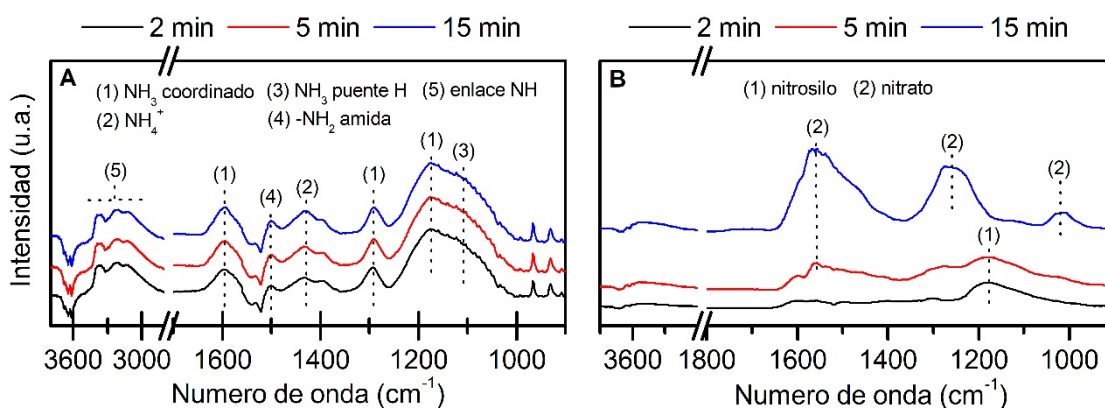 2 min 5 min 15 min
2 min 5 min 15 min
A
(1) NH₃ coordinado (3) NH₃ puente H (5) enlace NH
(2) NH₄⁺ (4) -NH₂ amida
(5) (1) (4) (2) (1) (1) (3)
3600 3000 1600 1400 1200 1000
Numero de onda (cm⁻¹)
Intensidad (u.a.)
B
(1) nitrosilo (2) nitrato
(2) (2) (2)
(1)
3600 1800 1600 1400 1200 1000
Numero de onda (cm⁻¹)